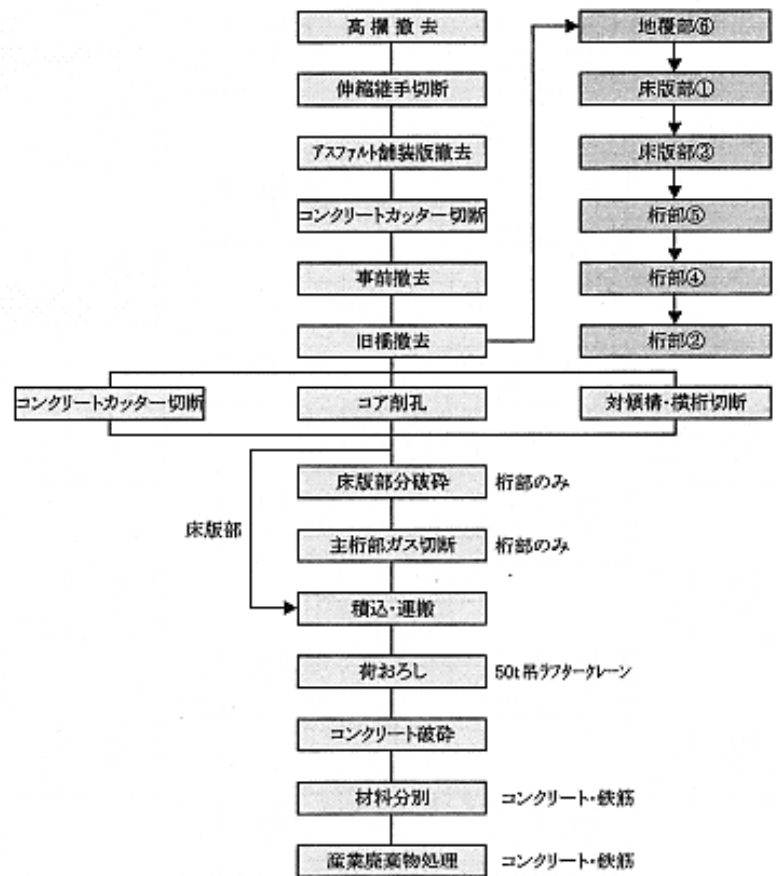 高欄撤去
伸縮継手切断
アスファルト舗装版撤去
コンクリートカッター切断
事前撤去
旧橋撤去
地覆部⑥
床版部①
床版部③
桁部⑤
桁部④
桁部②
コンクリートカッター切断
コア削孔
対傾構・横桁切断
床版部分破砕 桁部のみ
床版部
主桁部ガス切断 桁部のみ
積込・運搬
荷おろし 50t吊ラフタークレーン
コンクリート破砕
材料分別 コンクリート・鉄筋
産業廃棄物処理 コンクリート・鉄筋